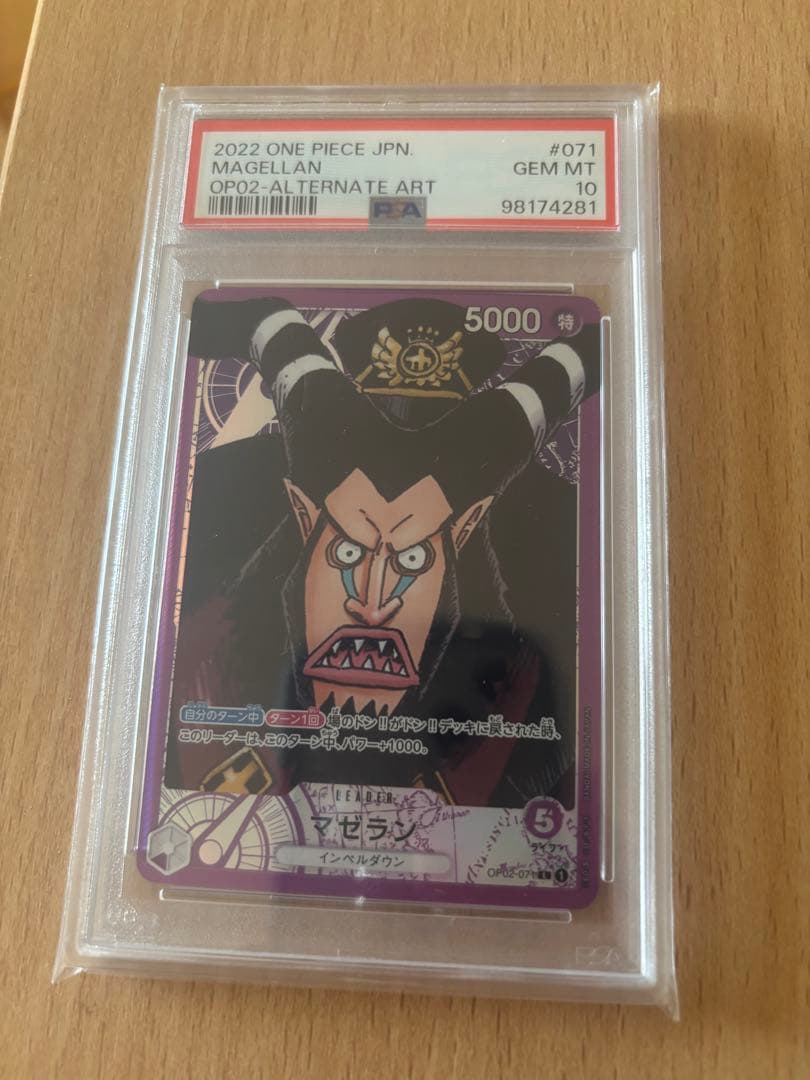 2022 ONE PIECE JPN. #071
MAGELLAN GEM MT
OP02-ALTERNATE ART 10
PSA 98174281
5000 特
自分のターン中 ターン1回 場のドン!!がドン!!デッキに戻された時、
このリーダーは、このターン中、パワー+1000。
LEADER
マゼラン 5
ライフ
インペルダウン
OP02-071 L 1